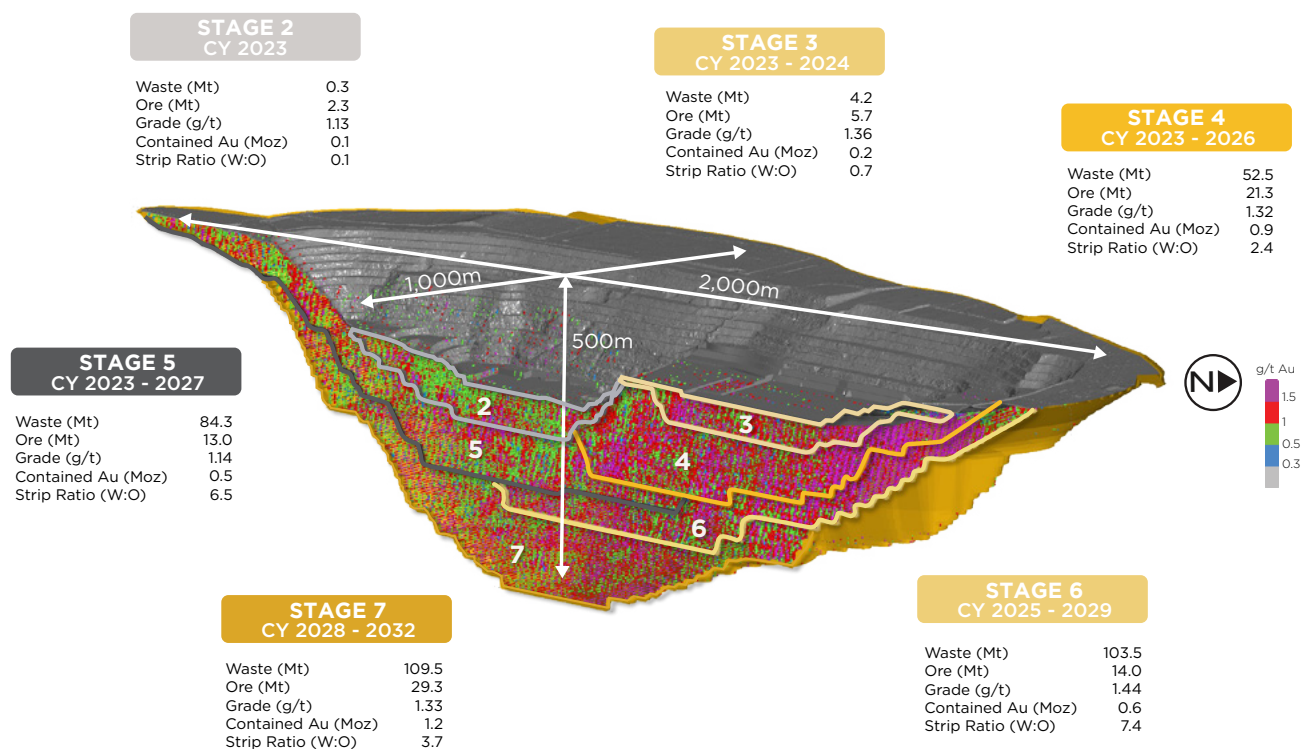 STAGE 2
CY 2023
Waste (Mt) 0.3
Ore (Mt) 2.3
Grade (g/t) 1.13
Contained Au (Moz) 0.1
Strip Ratio (W:O) 0.1
STAGE 3
CY 2023 - 2024
Waste (Mt) 4.2
Ore (Mt) 5.7
Grade (g/t) 1.36
Contained Au (Moz) 0.2
Strip Ratio (W:O) 0.7
STAGE 4
CY 2023 - 2026
Waste (Mt) 52.5
Ore (Mt) 21.3
Grade (g/t) 1.32
Contained Au (Moz) 0.9
Strip Ratio (W:O) 2.4
1,000m
2,000m
500m
STAGE 5
CY 2023 - 2027
Waste (Mt) 84.3
Ore (Mt) 13.0
Grade (g/t) 1.14
Contained Au (Moz) 0.5
Strip Ratio (W:O) 6.5
2
3
5
4
6
7
N
g/t Au
1.5
1
0.5
0.3
STAGE 7
CY 2028 - 2032
Waste (Mt) 109.5
Ore (Mt) 29.3
Grade (g/t) 1.33
Contained Au (Moz) 1.2
Strip Ratio (W:O) 3.7
STAGE 6
CY 2025 - 2029
Waste (Mt) 103.5
Ore (Mt) 14.0
Grade (g/t) 1.44
Contained Au (Moz) 0.6
Strip Ratio (W:O) 7.4